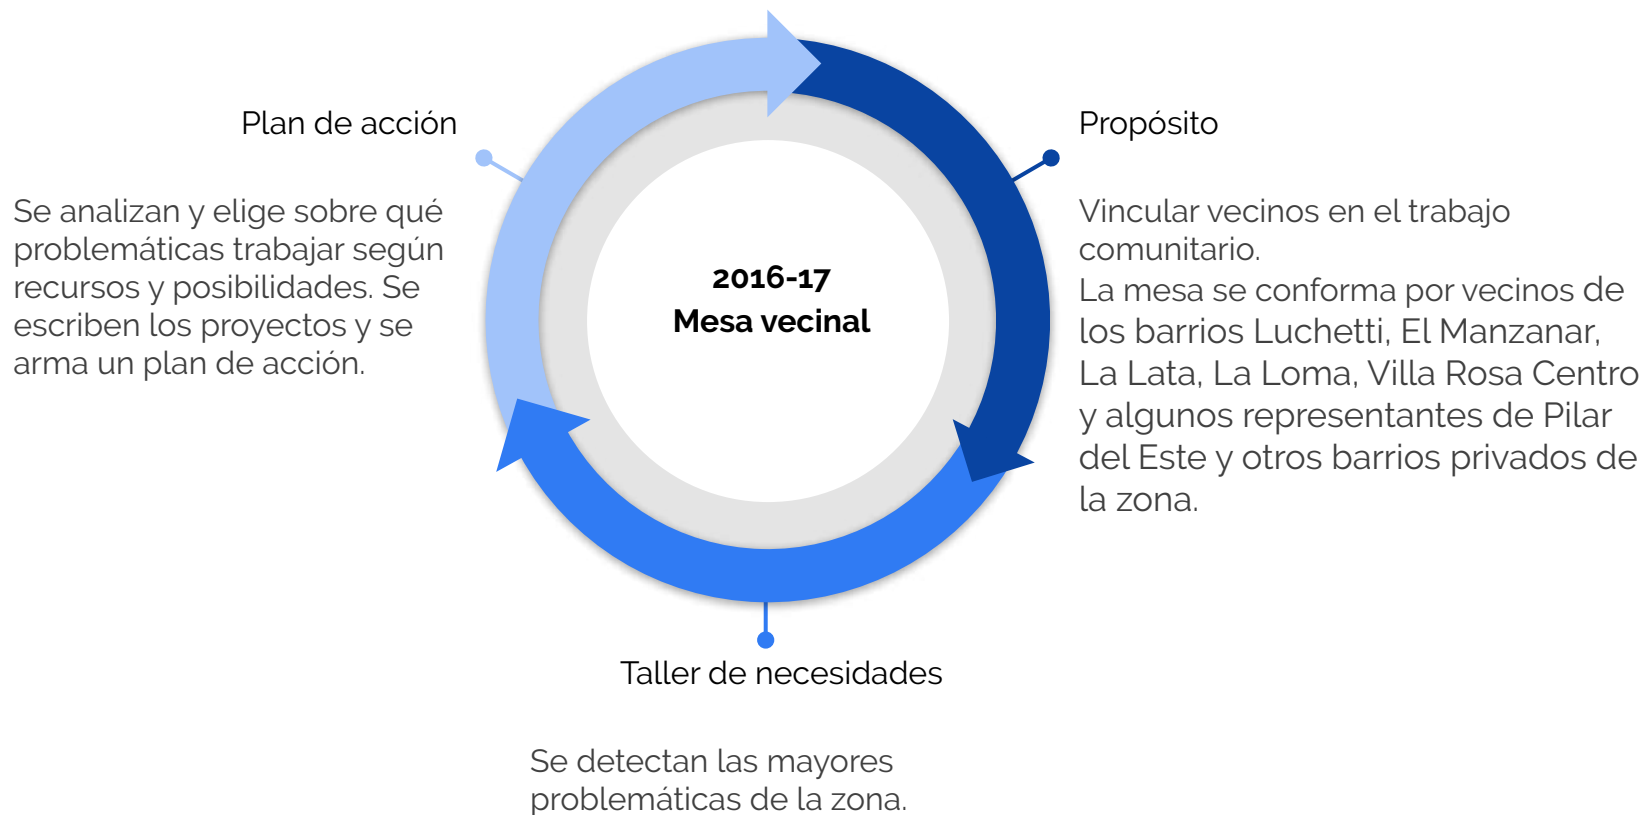 Plan de acción
Se analizan y elige sobre qué
problemáticas trabajar según
recursos y posibilidades. Se
escriben los proyectos y se
arma un plan de acción.
2016-17
Mesa vecinal
Propósito
Vincular vecinos en el trabajo
comunitario.
La mesa se conforma por vecinos de
los barrios Luchetti, El Manzanar,
La Lata, La Loma, Villa Rosa Centro
y algunos representantes de Pilar
del Este y otros barrios privados de
la zona.
Taller de necesidades
Se detectan las mayores
problemáticas de la zona.